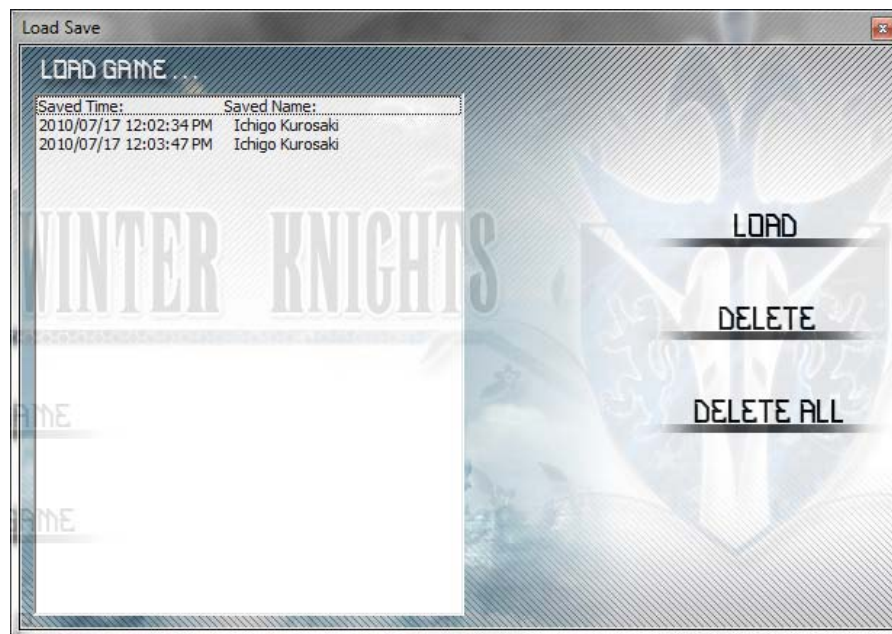 Load Save
LOAD GAME...
Saved Time: Saved Name:
2010/07/17 12:02:34 PM Ichigo Kurosaki
2010/07/17 12:03:47 PM Ichigo Kurosaki
WINTER KNIGHTS
LOAD
DELETE
DELETE ALL
AME
GAME